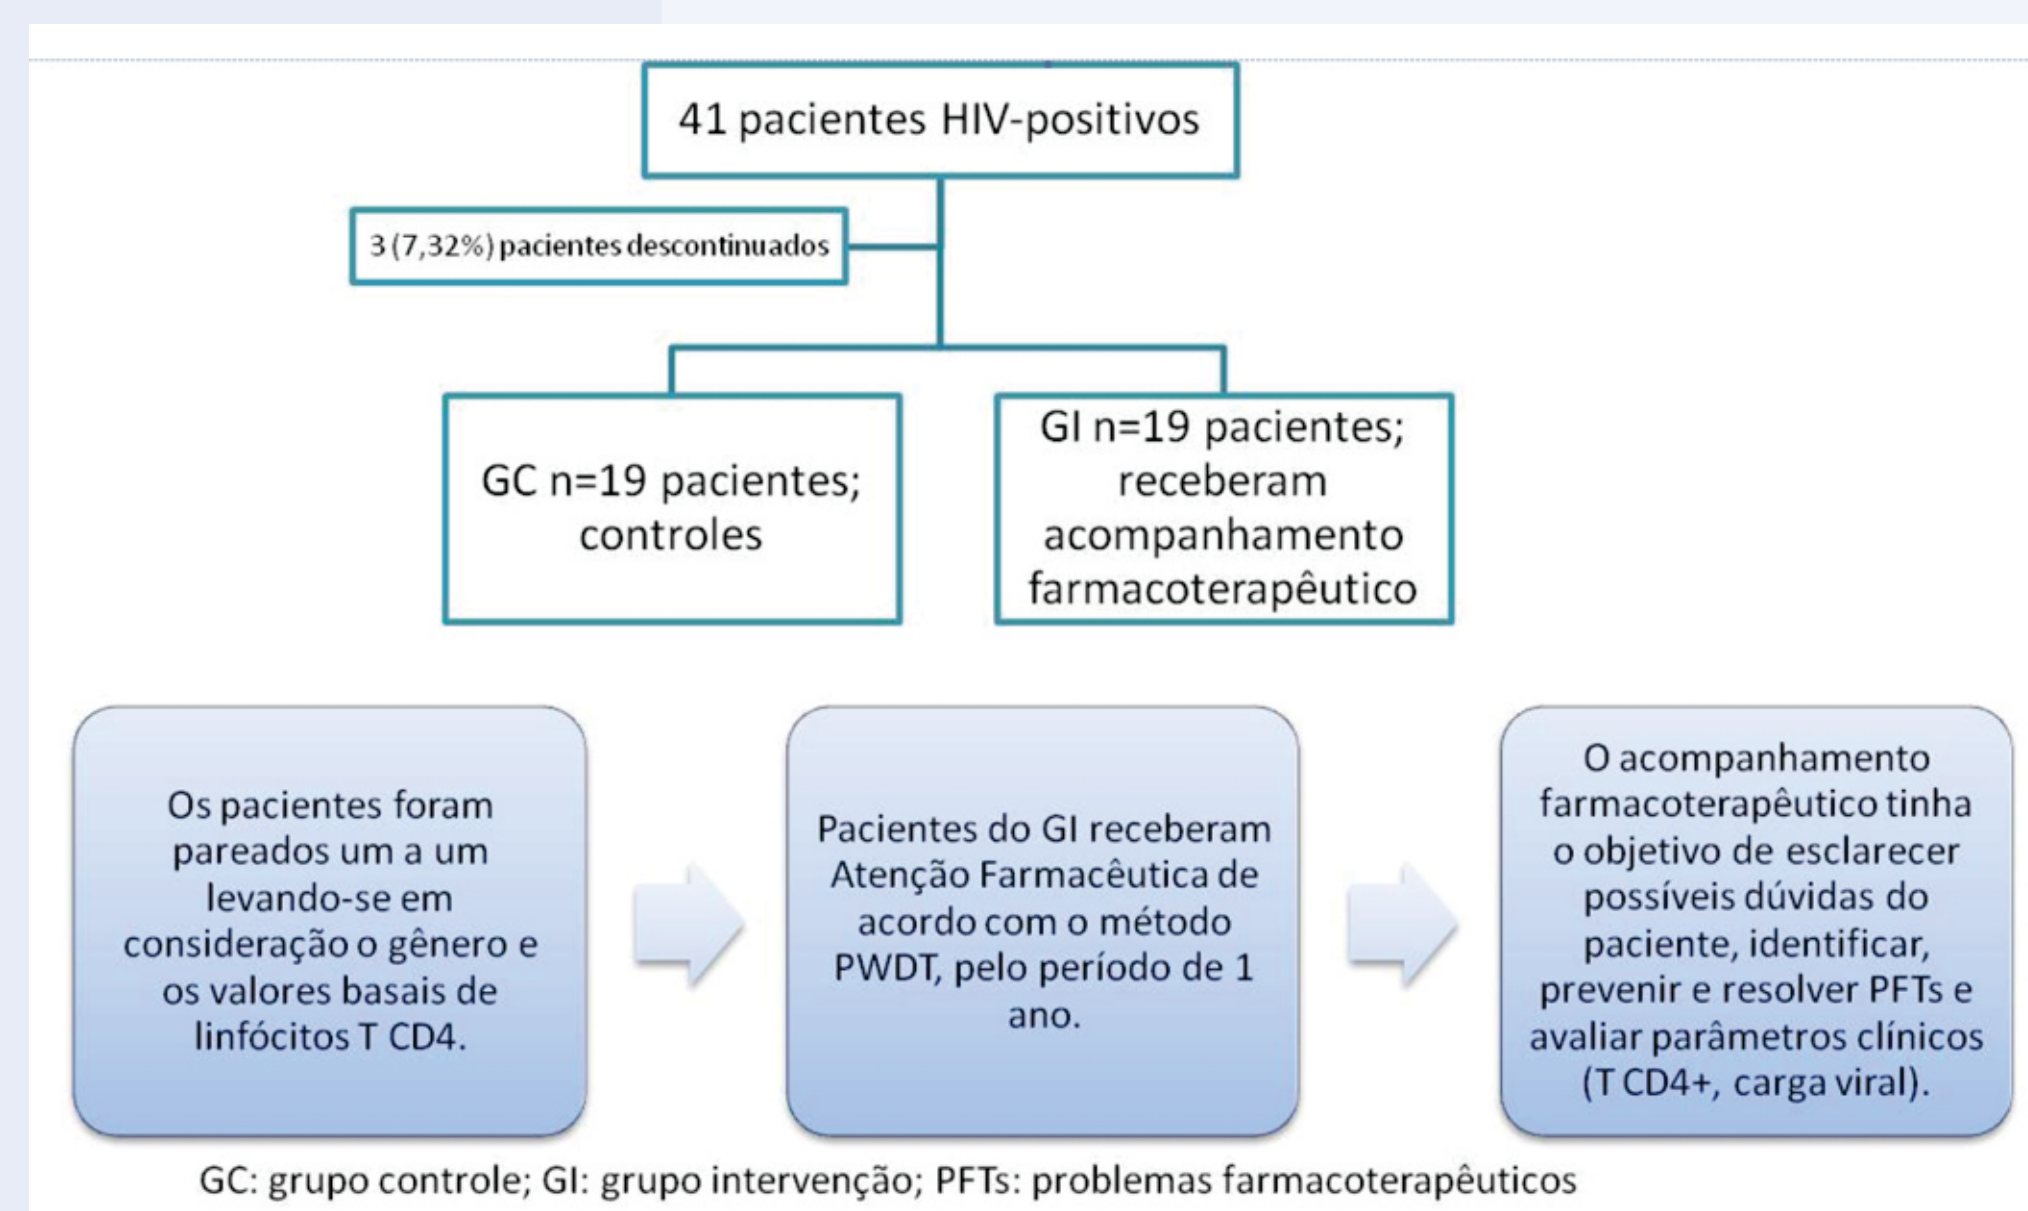 41 pacientes HIV-positivos
3 (7,32%) pacientes descontinuados
GC n=19 pacientes;
controles
GI n=19 pacientes;
receberam
acompanhamento
farmacoterapêutico
Os pacientes foram
pareados um a um
levando-se em
consideração o gênero e
os valores basais de
linfócitos T CD4.
Pacientes do GI receberam
Atenção Farmacêutica de
acordo com o método
PWDT, pelo período de 1
ano.
O acompanhamento
farmacoterapêutico tinha
o objetivo de esclarecer
possíveis dúvidas do
paciente, identificar,
prevenir e resolver PFTs e
avaliar parâmetros clínicos
(T CD4+, carga viral).
GC: grupo controle; GI: grupo intervenção; PFTs: problemas farmacoterapêuticos